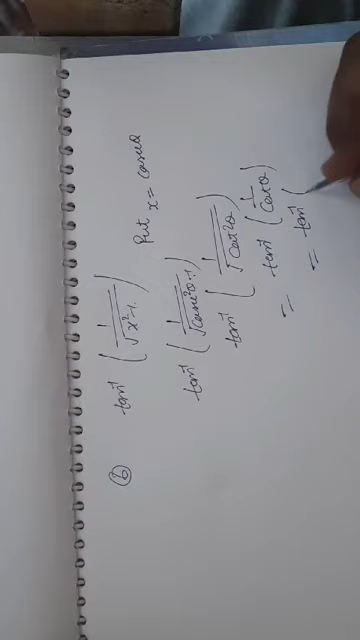 ⑥ tan⁻¹ ( 1 / √x²-1. ) Put x = cosecθ
tan⁻¹ ( 1 / √cosec²θ-1 )
tan⁻¹ ( 1 / √cot²θ )
= tan⁻¹ ( 1 / cotθ )
= tan⁻¹ (